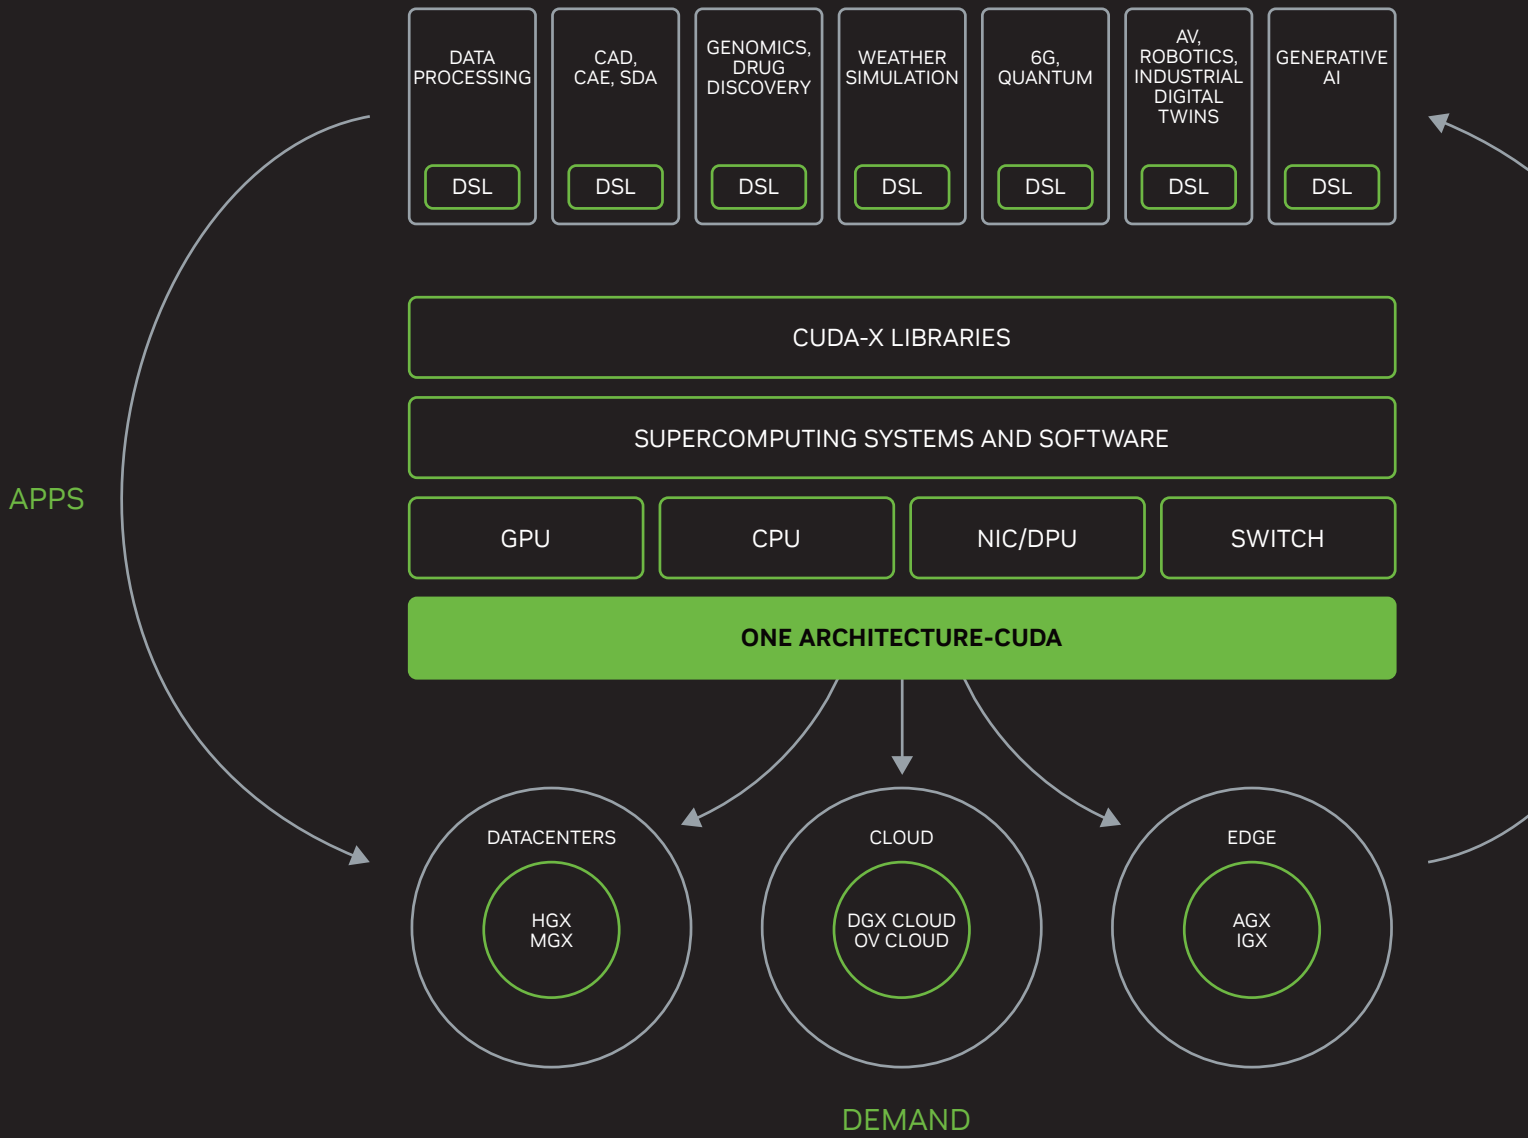 DATA
PROCESSING
DSL
CAD,
CAE, SDA
DSL
GENOMICS,
DRUG
DISCOVERY
DSL
WEATHER
SIMULATION
DSL
6G,
QUANTUM
DSL
AV,
ROBOTICS,
INDUSTRIAL
DIGITAL
TWINS
DSL
GENERATIVE
AI
DSL
CUDA-X LIBRARIES
SUPERCOMPUTING SYSTEMS AND SOFTWARE
APPS
GPU
CPU
NIC/DPU
SWITCH
ONE ARCHITECTURE-CUDA
DATACENTERS
HGX
MGX
CLOUD
DGX CLOUD
OV CLOUD
EDGE
AGX
IGX
DEMAND